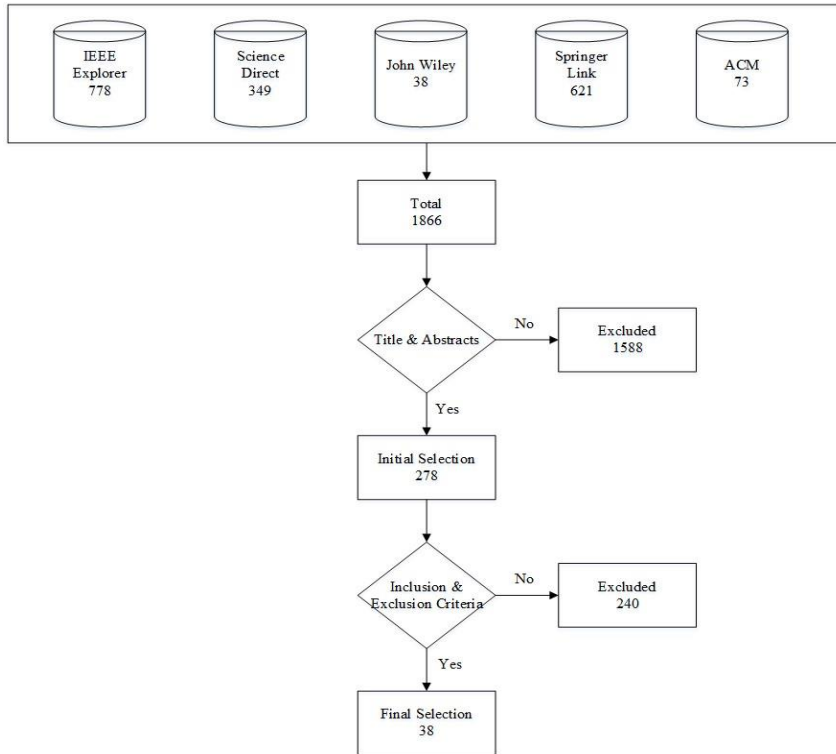 IEEE
Explorer
778
Science
Direct
349
John Wiley
38
Springer
Link
621
ACM
73
Total
1866
Title & Abstracts
No
Excluded
1588
Yes
Initial Selection
278
Inclusion &
Exclusion Criteria
No
Excluded
240
Yes
Final Selection
38